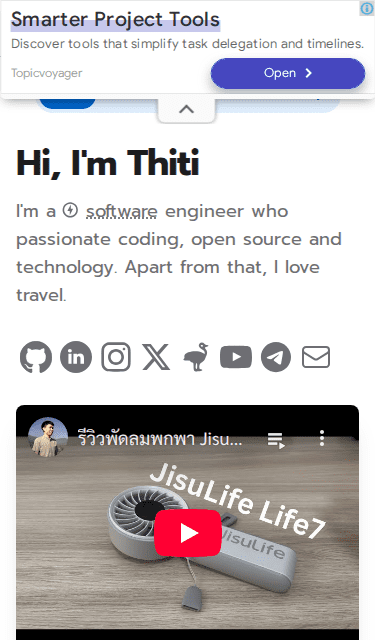 Smarter Project Tools
Discover tools that simplify task delegation and timelines.
Topicvoyager
Open
Hi, I'm Thiti
I'm a software engineer who
passionate coding, open source and
technology. Apart from that, I love
travel.
รีวิวพัดลมพกพา Jisu...
JisuLife Life7
JisuLife